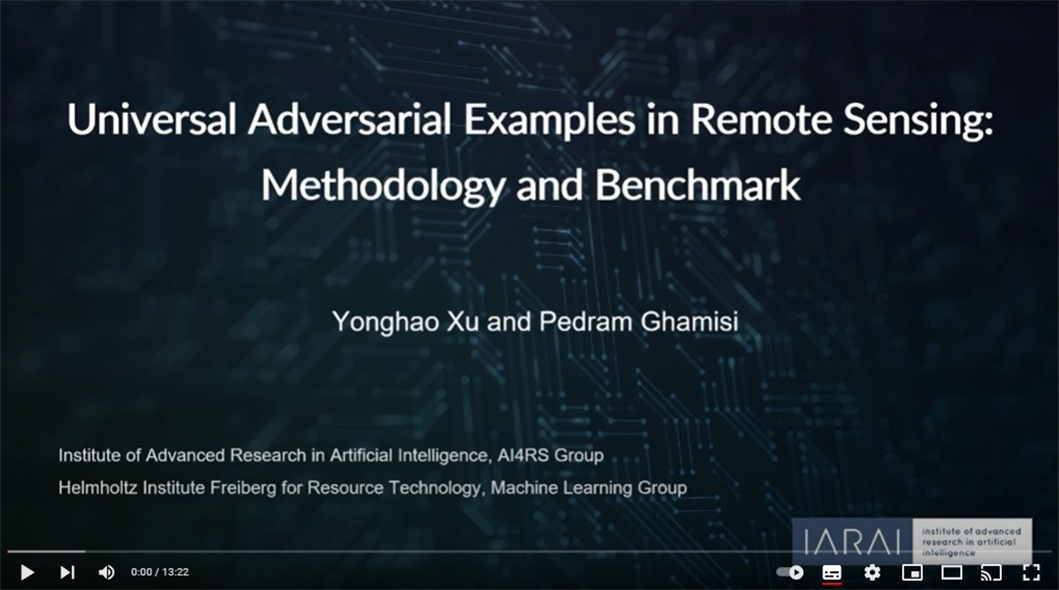 Universal Adversarial Examples in Remote Sensing:
Methodology and Benchmark
Yonghao Xu and Pedram Ghamisi
Institute of Advanced Research in Artificial Intelligence, AI4RS Group
Helmholtz Institute Freiberg for Resource Technology, Machine Learning Group
IARAI
institute of advanced
research in artificial
intelligence
0:00 / 13:22